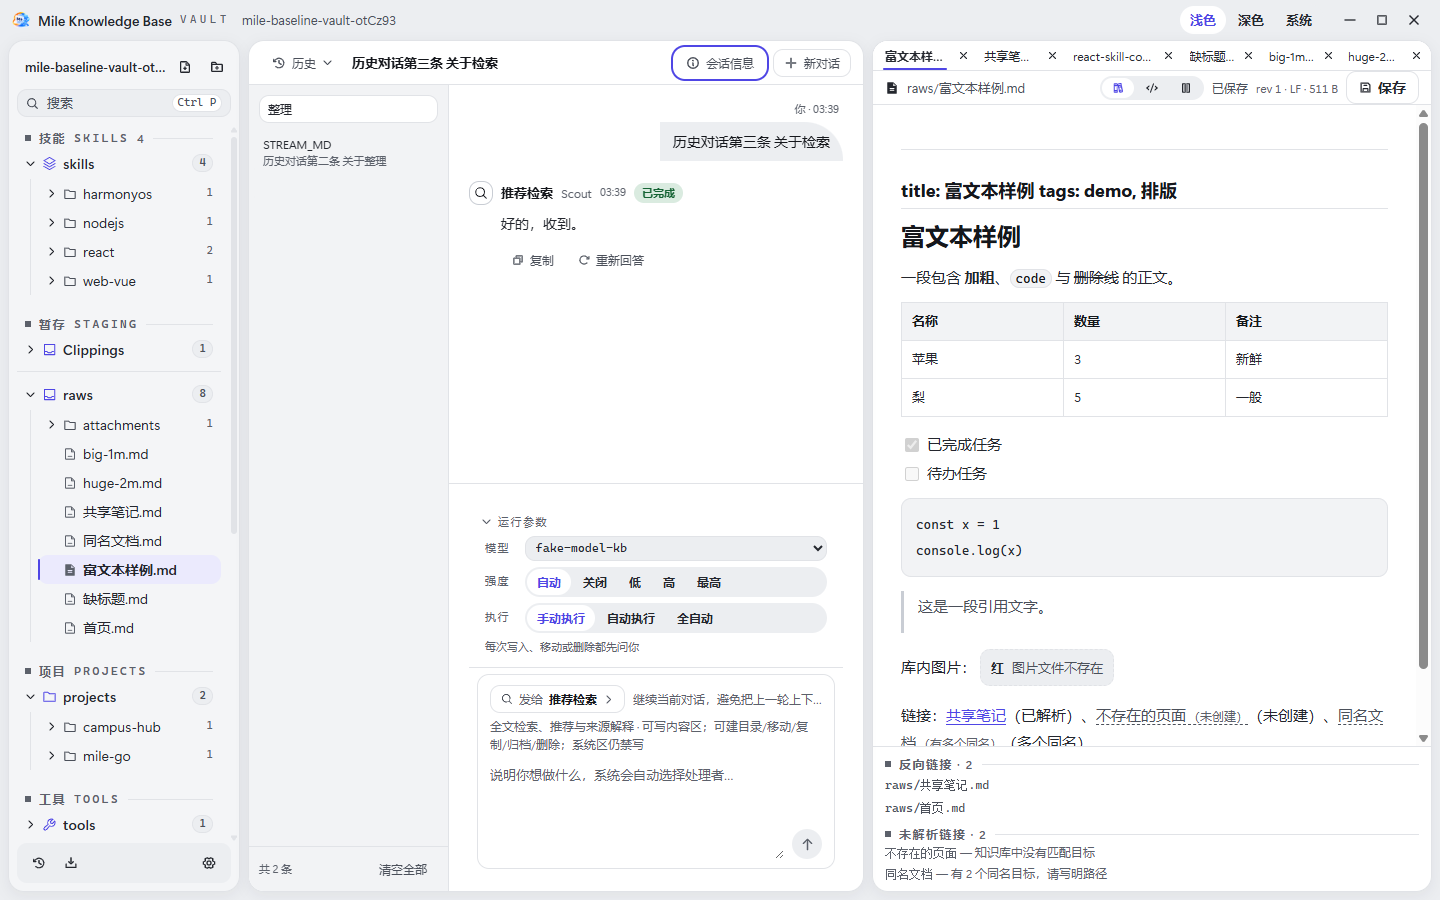 Mile Knowledge Base VAULT mile-baseline-vault-otCz93
浅色 深色 系统
mile-baseline-vault-ot...
搜索 Ctrl P
技能 SKILLS 4
skills 4
harmonyos 1
nodejs 1
react 2
web-vue 1
暂存 STAGING
Clippings 1
raws 8
attachments 1
big-1m.md
huge-2m.md
共享笔记.md
同名文档.md
富文本样例.md
缺标题.md
首页.md
项目 PROJECTS
projects 2
campus-hub 1
mile-go 1
工具 TOOLS
tools 1
历史 历史对话第三条 关于检索
会话信息 新对话
整理
STREAM_MD
历史对话第二条 关于整理
共 2 条 清空全部
你 · 03:39
历史对话第三条 关于检索
推荐检索 Scout 03:39 已完成
好的，收到。
复制 重新回答
运行参数
模型 fake-model-kb
强度 自动 关闭 低 高 最高
执行 手动执行 自动执行 全自动
每次写入、移动或删除都先问你
发给 推荐检索 继续当前对话，避免把上一轮上下...
全文检索、推荐与来源解释 · 可写内容区；可建目录/移动/复
制/归档/删除；系统区仍禁写
说明你想做什么，系统会自动选择处理者...
富文本样... 共享笔... react-skill-co... 缺标题... big-1m... huge-2...
raws/富文本样例.md 已保存 rev 1 · LF · 511 B 保存
title: 富文本样例 tags: demo, 排版
富文本样例
一段包含 加粗、code 与 删除线 的正文。
名称 数量 备注
苹果 3 新鲜
梨 5 一般
已完成任务
待办任务
const x = 1
console.log(x)
这是一段引用文字。
库内图片： 红 图片文件不存在
链接：共享笔记（已解析）、不存在的页面（未创建）（未创建）、同名文
档（有多个同名）（多个同名）
反向链接 · 2
raws/共享笔记.md
raws/首页.md
未解析链接 · 2
不存在的页面 — 知识库中没有匹配目标
同名文档 — 有 2 个同名目标，请写明路径